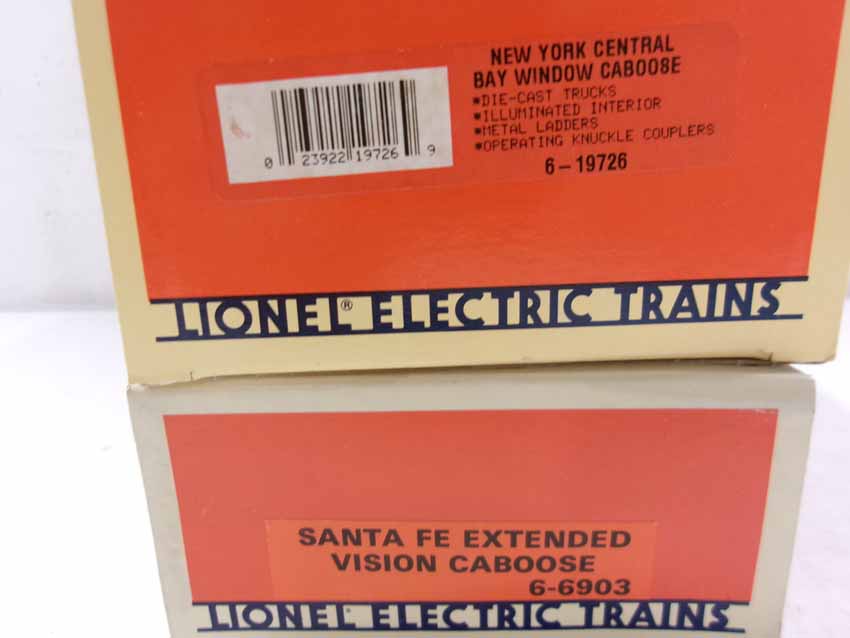 NEW YORK CENTRAL
BAY WINDOW CABOO8E
*DIE-CAST TRUCKS
*ILLUMINATED INTERIOR
*METAL LADDERS
*OPERATING KNUCKLE COUPLERS
6-19726
0 23922 19726 9
LIONEL® ELECTRIC TRAINS
SANTA FE EXTENDED
VISION CABOOSE
6-6903
LIONEL® ELECTRIC TRAINS